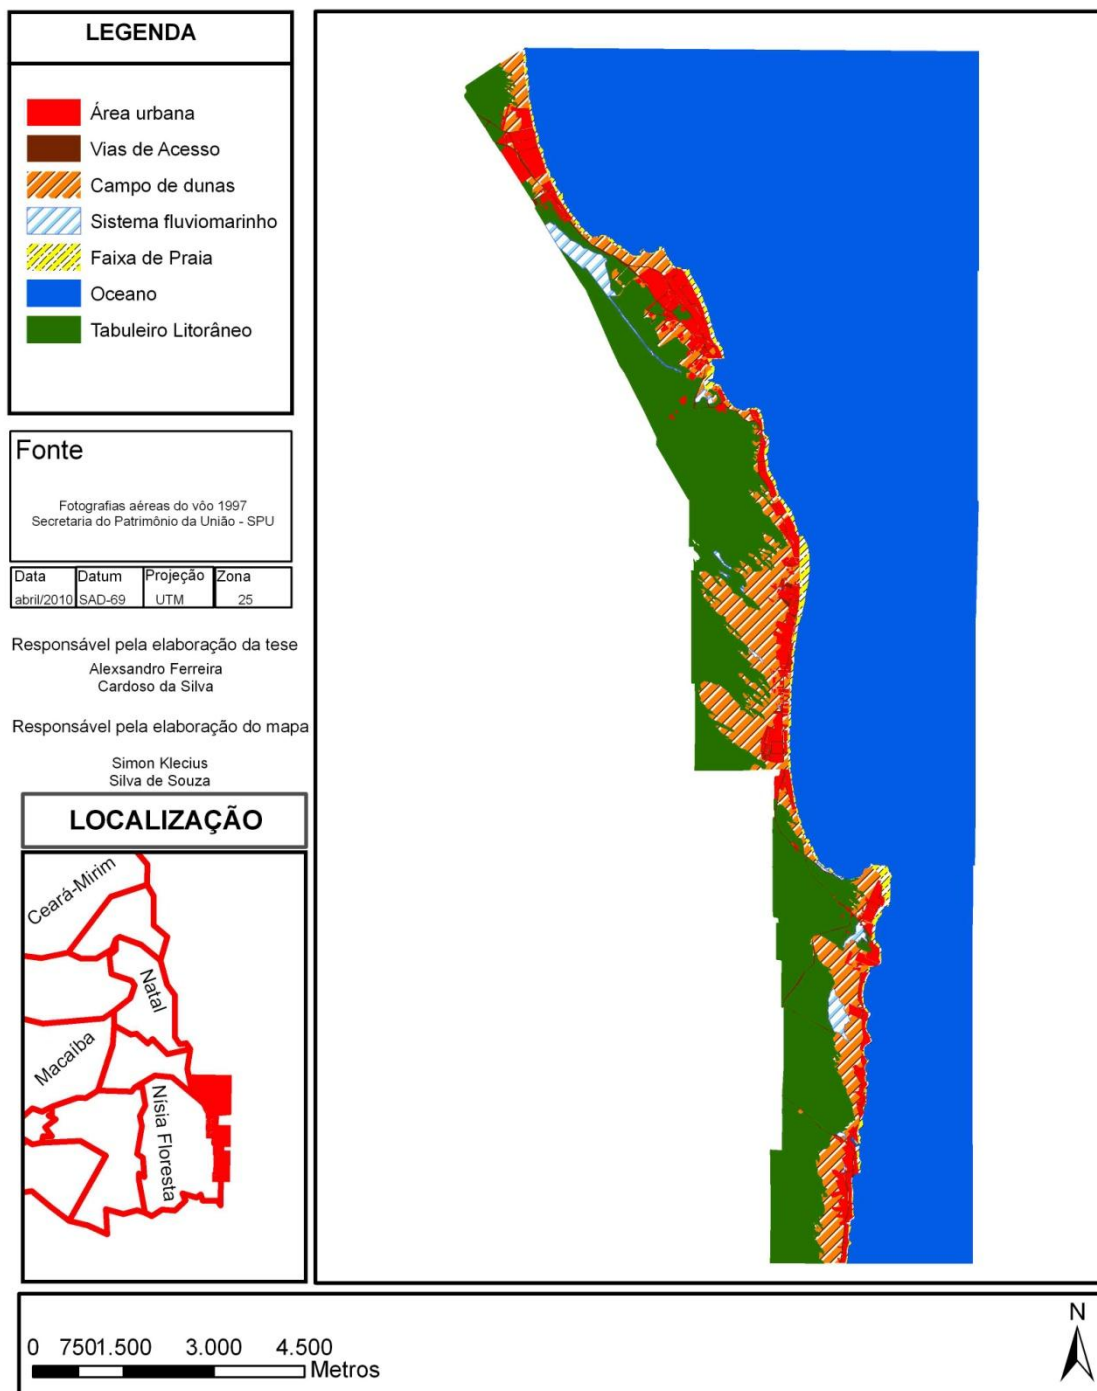 LEGENDA
Área urbana
Vias de Acesso
Campo de dunas
Sistema fluviomarinho
Faixa de Praia
Oceano
Tabuleiro Litorâneo
Fonte
Fotografias aéreas do vôo 1997
Secretaria do Patrimônio da União - SPU
Data Datum Projeção Zona
abril/2010 SAD-69 UTM 25
Responsável pela elaboração da tese
Alexsandro Ferreira
Cardoso da Silva
Responsável pela elaboração do mapa
Simon Klecius
Silva de Souza
LOCALIZAÇÃO
Ceará-Mirim
Natal
Macaíba
Nísia Floresta
0 7501.500 3.000 4.500
Metros
N